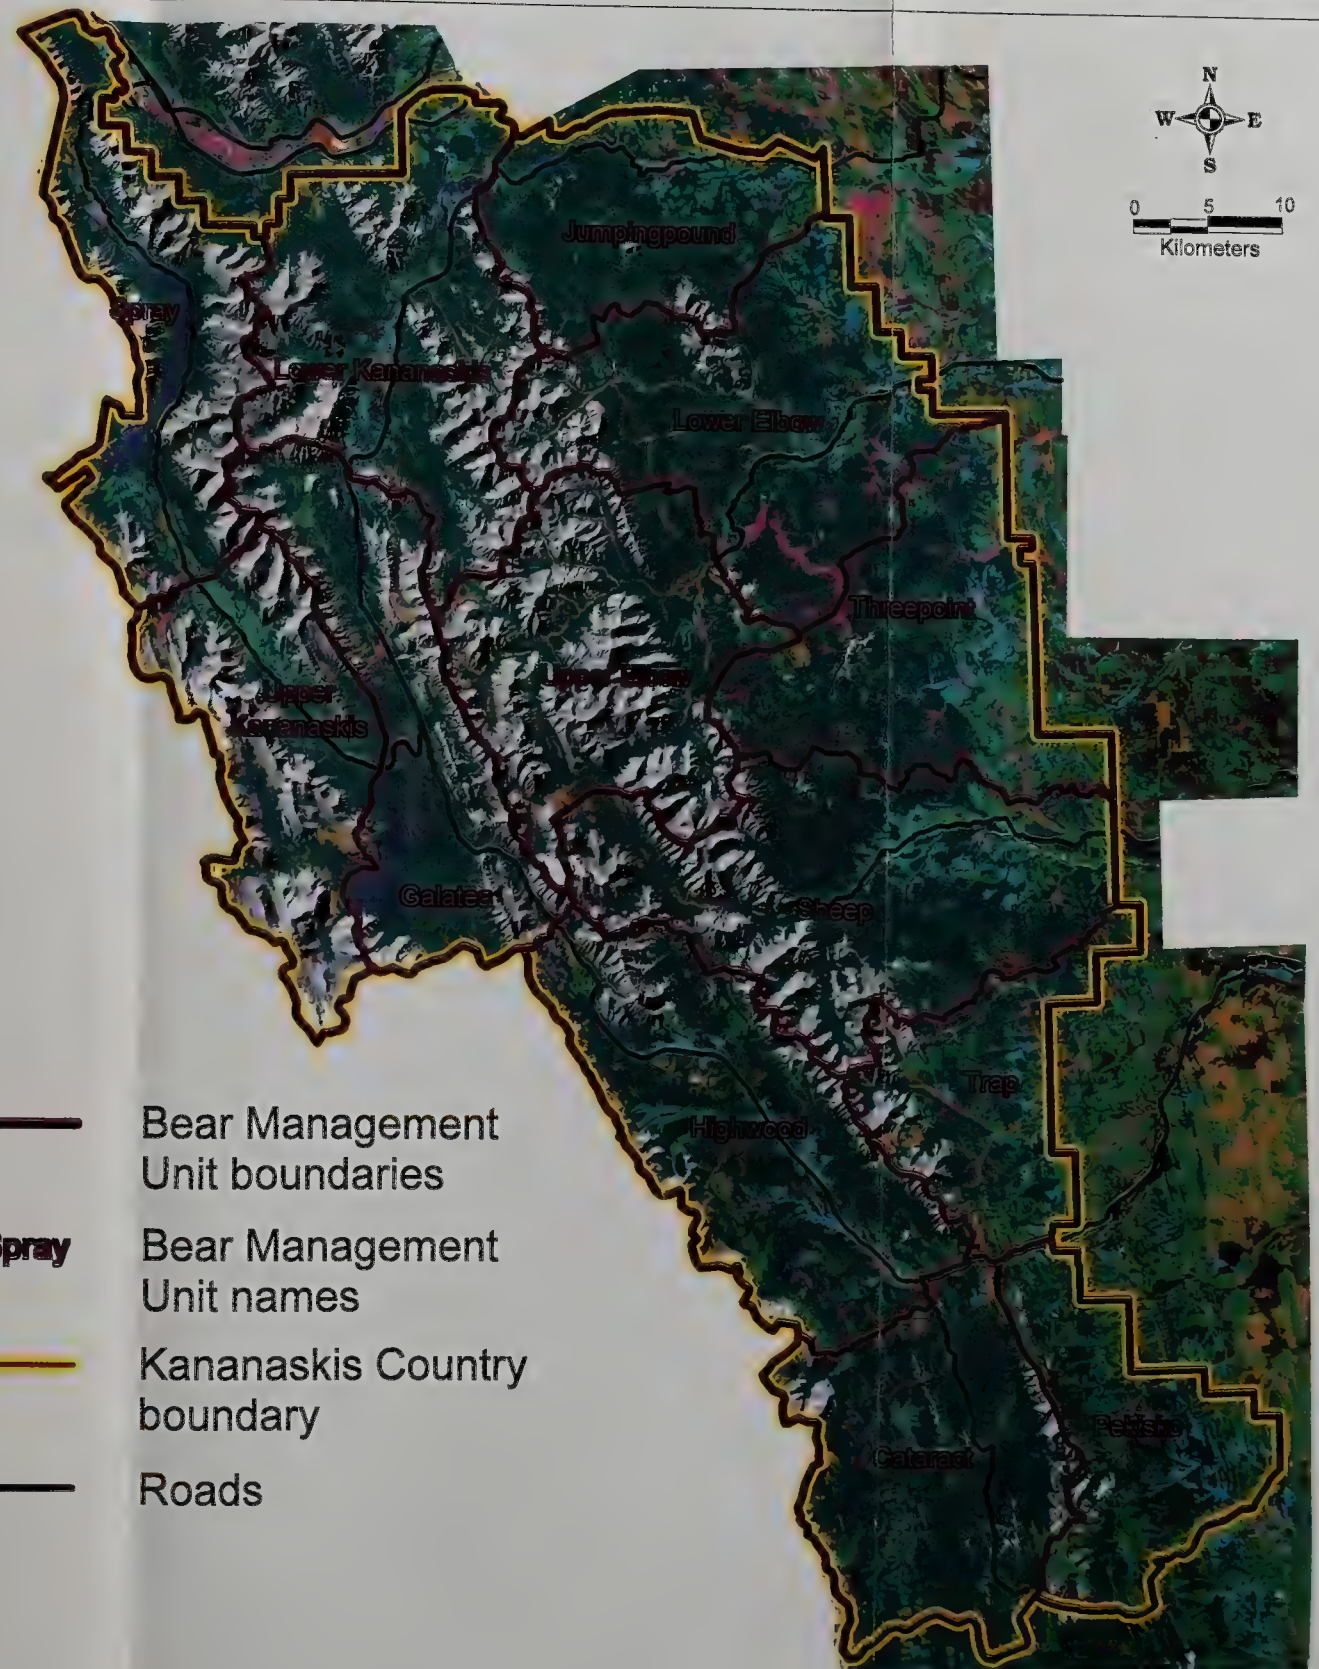 N
W E
S
0 5 10
Kilometers
Jumpingpound
Spray
Lower Kananaskis
Lower Elbow
Threepoint
Upper Elbow
Upper
Kananaskis
Galatea
Sheep
Trap
Highwood
Pekisko
Cataract
Bear Management
Unit boundaries
Spray
Bear Management
Unit names
Kananaskis Country
boundary
Roads